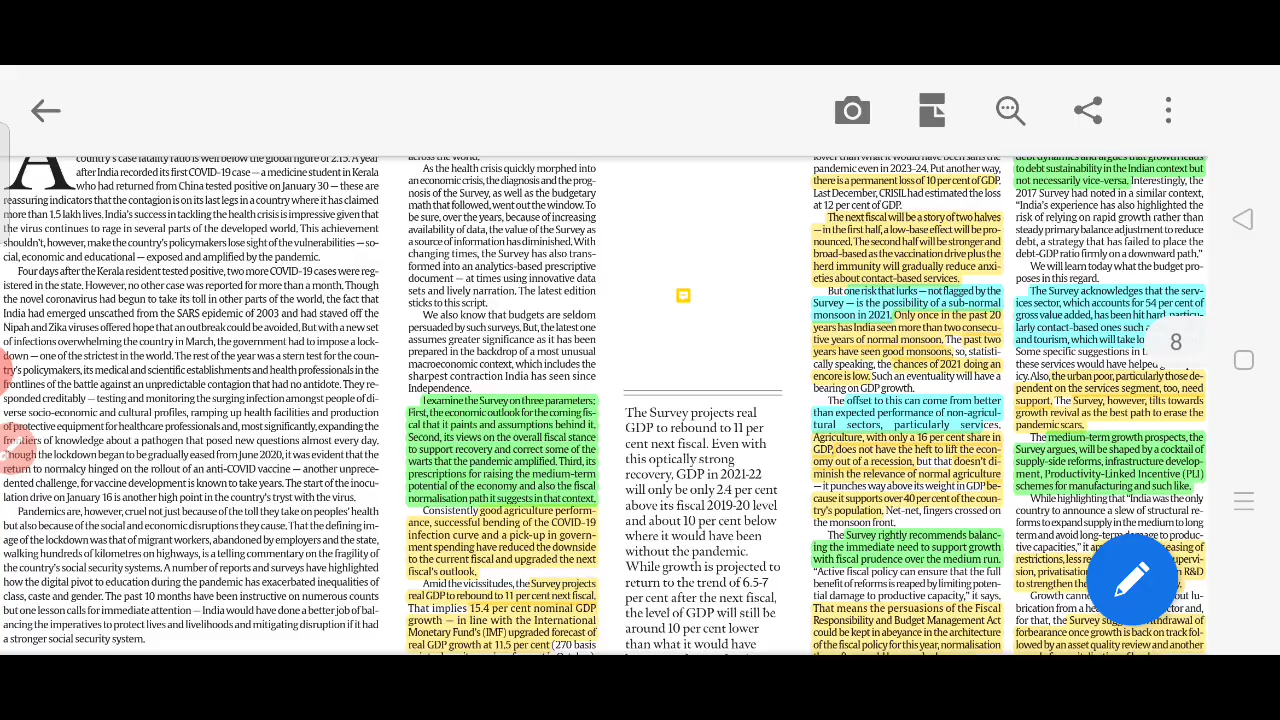 A
country's case fatality ratio is well below the global figure of 2.15. A year
after India recorded its first COVID-19 case — a medicine student in Kerala
who had returned from China tested positive on January 30 — these are
reassuring indicators that the contagion is on its last legs in a country where it has claimed
more than 1.5 lakh lives. India's success in tackling the health crisis is impressive given that
the virus continues to rage in several parts of the developed world. This achievement
shouldn't, however, make the country's policymakers lose sight of the vulnerabilities — so-
cial, economic and educational — exposed and amplified by the pandemic.
Four days after the Kerala resident tested positive, two more COVID-19 cases were reg-
istered in the state. However, no other case was reported for more than a month. Though
the novel coronavirus had begun to take its toll in other parts of the world, the fact that
India had emerged unscathed from the SARS epidemic of 2003 and had staved off the
Nipah and Zika viruses offered hope that an outbreak could be avoided. But with a new set
of infections overwhelming the country in March, the government had to impose a lock-
down — one of the strictest in the world. The rest of the year was a stern test for the coun-
try's policymakers, its medical and scientific establishments and health professionals in the
frontlines of the battle against an unpredictable contagion that had no antidote. They re-
sponded creditably — testing and monitoring the surging infection amongst people of di-
verse socio-economic and cultural profiles, ramping up health facilities and production
of protective equipment for healthcare professionals and, most significantly, expanding the
of knowledge about a pathogen that posed new questions almost every day.
though the lockdown began to be gradually eased from June 2020, it was evident that the
to normalcy hinged on the rollout of an anti-COVID vaccine — another unprece-
dented challenge, for vaccine development is known to take years. The start of the inocu-
lation drive on January 16 is another high point in the country's tryst with the virus.
Pandemics are, however, cruel not just because of the toll they take on peoples' health
but also because of the social and economic disruptions they cause. That the defining im-
age of the lockdown was that of migrant workers, abandoned by employers and the state,
walking hundreds of kilometres on highways, is a telling commentary on the fragility of
the country's social security systems. A number of reports and surveys have highlighted
how the digital pivot to education during the pandemic has exacerbated inequalities of
class, caste and gender. The past 10 months have been instructive on numerous counts
but one lesson calls for immediate attention — India would have done a better job of bal-
ancing the imperatives to protect lives and livelihoods and mitigating disruption if it had
a stronger social security system.
across the world.
As the health crisis quickly morphed into
an economic crisis, the diagnosis and the prog-
nosis of the Survey, as well as the budgetary
math that followed, went out the window. To
be sure, over the years, because of increasing
availability of data, the value of the Survey as
a source of information has diminished. With
changing times, the Survey has also trans-
formed into an analytics-based prescriptive
document — at times using innovative data
sets and lively narration. The latest edition
sticks to this script.
We also know that budgets are seldom
persuaded by such surveys. But, the latest one
assumes greater significance as it has been
prepared in the backdrop of a most unusual
macroeconomic context, which includes the
sharpest contraction India has seen since
Independence.
I examine the Survey on three parameters:
First, the economic outlook for the coming fis-
cal that it paints and assumptions behind it.
Second, its views on the overall fiscal stance
to support recovery and correct some of the
warts that the pandemic amplified. Third, its
prescriptions for raising the medium-term
potential of the economy and also the fiscal
normalisation path it suggests in that context.
Consistently good agriculture perform-
ance, successful bending of the COVID-19
infection curve and a pick-up in govern-
ment spending have reduced the downside
to the current fiscal and upgraded the next
fiscal's outlook.
Amid the vicissitudes, the Survey projects
real GDP to rebound to 11 per cent next fiscal.
That implies 15.4 per cent nominal GDP
growth — in line with the International
Monetary Fund's (IMF) upgraded forecast of
real GDP growth at 11.5 per cent (270 basis
The Survey projects real
GDP to rebound to 11 per
cent next fiscal. Even with
this optically strong
recovery, GDP in 2021-22
will only be only 2.4 per cent
above its fiscal 2019-20 level
and about 10 per cent below
where it would have been
without the pandemic.
While growth is projected to
return to the trend of 6.5-7
per cent after the next fiscal,
the level of GDP will still be
around 10 per cent lower
than what it would have
lower than what it would have been sans the
pandemic even in 2023-24. Put another way,
there is a permanent loss of 10 per cent of GDP.
Last December, CRISIL had estimated the loss
at 12 per cent of GDP.
The next fiscal will be a story of two halves
— in the first half, a low-base effect will be pro-
nounced. The second half will be stronger and
broad-based as the vaccination drive plus the
herd immunity will gradually reduce anxi-
eties about contact-based services.
But one risk that lurks — not flagged by the
Survey — is the possibility of a sub-normal
monsoon in 2021. Only once in the past 20
years has India seen more than two consecu-
tive years of normal monsoon. The past two
years have seen good monsoons, so, statisti-
cally speaking, the chances of 2021 doing an
encore is low. Such an eventuality will have a
bearing on GDP growth.
The offset to this can come from better
than expected performance of non-agricul-
tural sectors, particularly services.
Agriculture, with only a 16 per cent share in
GDP, does not have the heft to lift the econ-
omy out of a recession, but that doesn't di-
minish the relevance of normal agriculture
— it punches way above its weight in GDP be-
cause it supports over 40 per cent of the coun-
try's population. Net-net, fingers crossed on
the monsoon front.
The Survey rightly recommends balanc-
ing the immediate need to support growth
with fiscal prudence over the medium run.
"Active fiscal policy can ensure that the full
benefit of reforms is reaped by limiting poten-
tial damage to productive capacity," it says.
That means the persuasions of the Fiscal
Responsibility and Budget Management Act
could be kept in abeyance in the architecture
of the fiscal policy for this year, normalisation
debt dynamics and argues that growth leads
to debt sustainability in the Indian context but
not necessarily vice-versa. Interestingly, the
2017 Survey had noted in a similar context,
"India's experience has also highlighted the
risk of relying on rapid growth rather than
steady primary balance adjustment to reduce
debt, a strategy that has failed to place the
debt-GDP ratio firmly on a downward path."
We will learn today what the budget pro-
poses in this regard.
The Survey acknowledges that the serv-
ices sector, which accounts for 54 per cent of
gross value added, has been hit hard, particu-
larly contact-based ones such a
and tourism, which will take lo
Some specific suggestions in t
these services would have helped
icy. Also, the urban poor, particularly those de-
pendent on the services segment, too, need
support. The Survey, however, tilts towards
growth revival as the best path to erase the
pandemic scars.
The medium-term growth prospects, the
Survey argues, will be shaped by a cocktail of
supply-side reforms, infrastructure develop-
ment, Productivity-Linked Incentive (PLI)
schemes for manufacturing and such like.
While highlighting that "India was the only
country to announce a slew of structural re-
forms to expand supply in the medium to long
term and avoid long-term damage to produc-
tive capacities," it easing of
restrictions, less supervi-
sion, privatisation R&D
to strengthen the
Growth cannot lu-
brication from a he and,
for that, the Survey withdrawal of
forbearance once growth is back on track fol-
lowed by an asset quality review and another
8